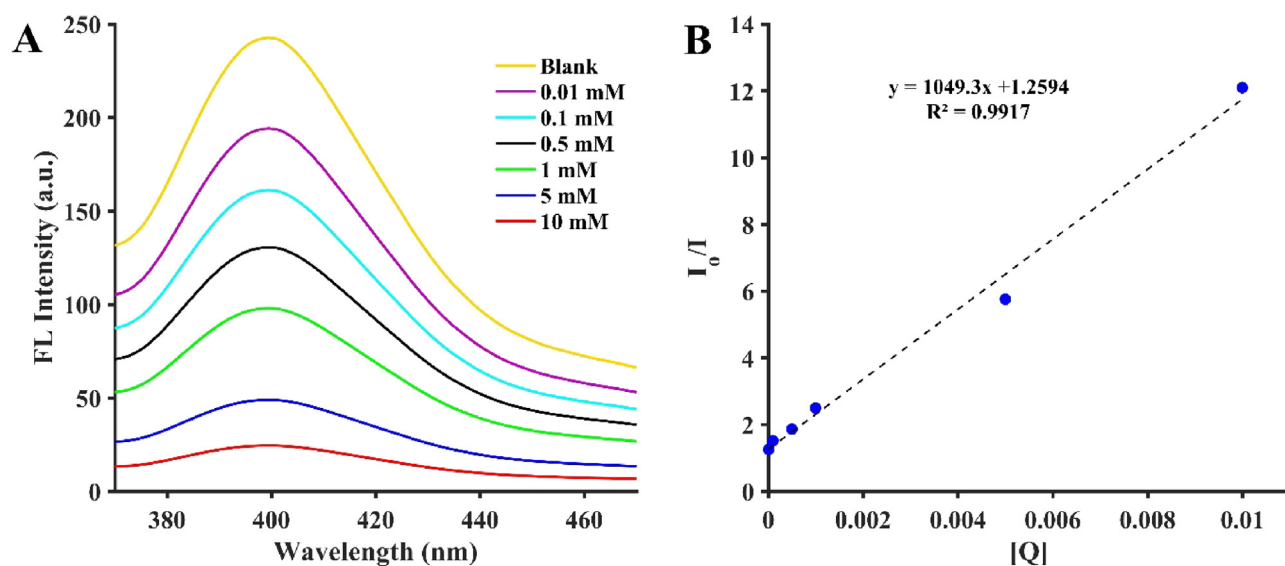 A
250
200
150
100
50
0
380
400
420
440
460
FL Intensity (a.u.)
Wavelength (nm)
Blank
0.01 mM
0.1 mM
0.5 mM
1 mM
5 mM
10 mM
B
14
12
10
8
6
4
2
0
0
0.002
0.004
0.006
0.008
0.01
I₀/I
[Q]
y = 1049.3x +1.2594
R² = 0.9917